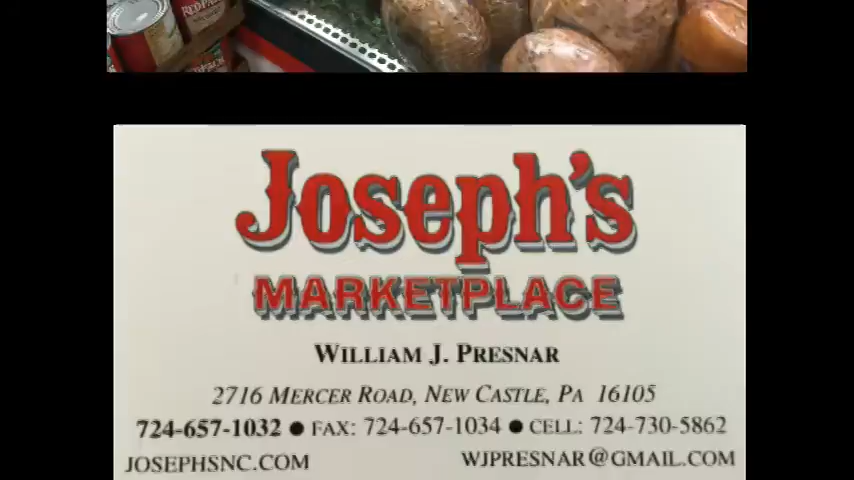 REDPACK
Joseph's
MARKETPLACE
WILLIAM J. PRESNAR
2716 MERCER ROAD, NEW CASTLE, PA 16105
724-657-1032 ● FAX: 724-657-1034 ● CELL: 724-730-5862
JOSEPHSNC.COM WJPRESNAR@GMAIL.COM